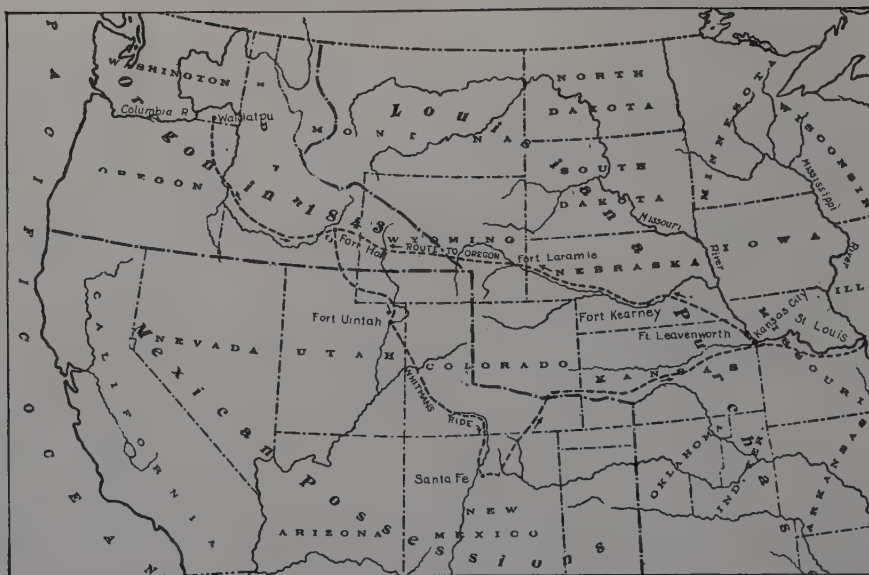 PACIFIC OCEAN
WASHINGTON
Oregon in 1843
Columbia R
Waiilatpu
OREGON
IDA
MONTANA
Louisiana Purchase
NORTH
DAKOTA
SOUTH
DAKOTA
MINNESOTA
WISCONSIN
Mississippi
River
Missouri
River
IOWA
ILL
WYOMING
ROUTE TO OREGON
Fort Hall
Fort Laramie
NEBRASKA
Fort Kearney
Ft. Leavenworth
Kansas City
St Louis
MISSOURI
Fort Uintah
NEVADA
UTAH
COLORADO
KANSAS
CALIFORNIA
Mexican Possessions
WHITMANS
RIDE
Santa Fe
ARIZONA
NEW
MEXICO
OKLAHOMA
IND. TER
ARKANSAS